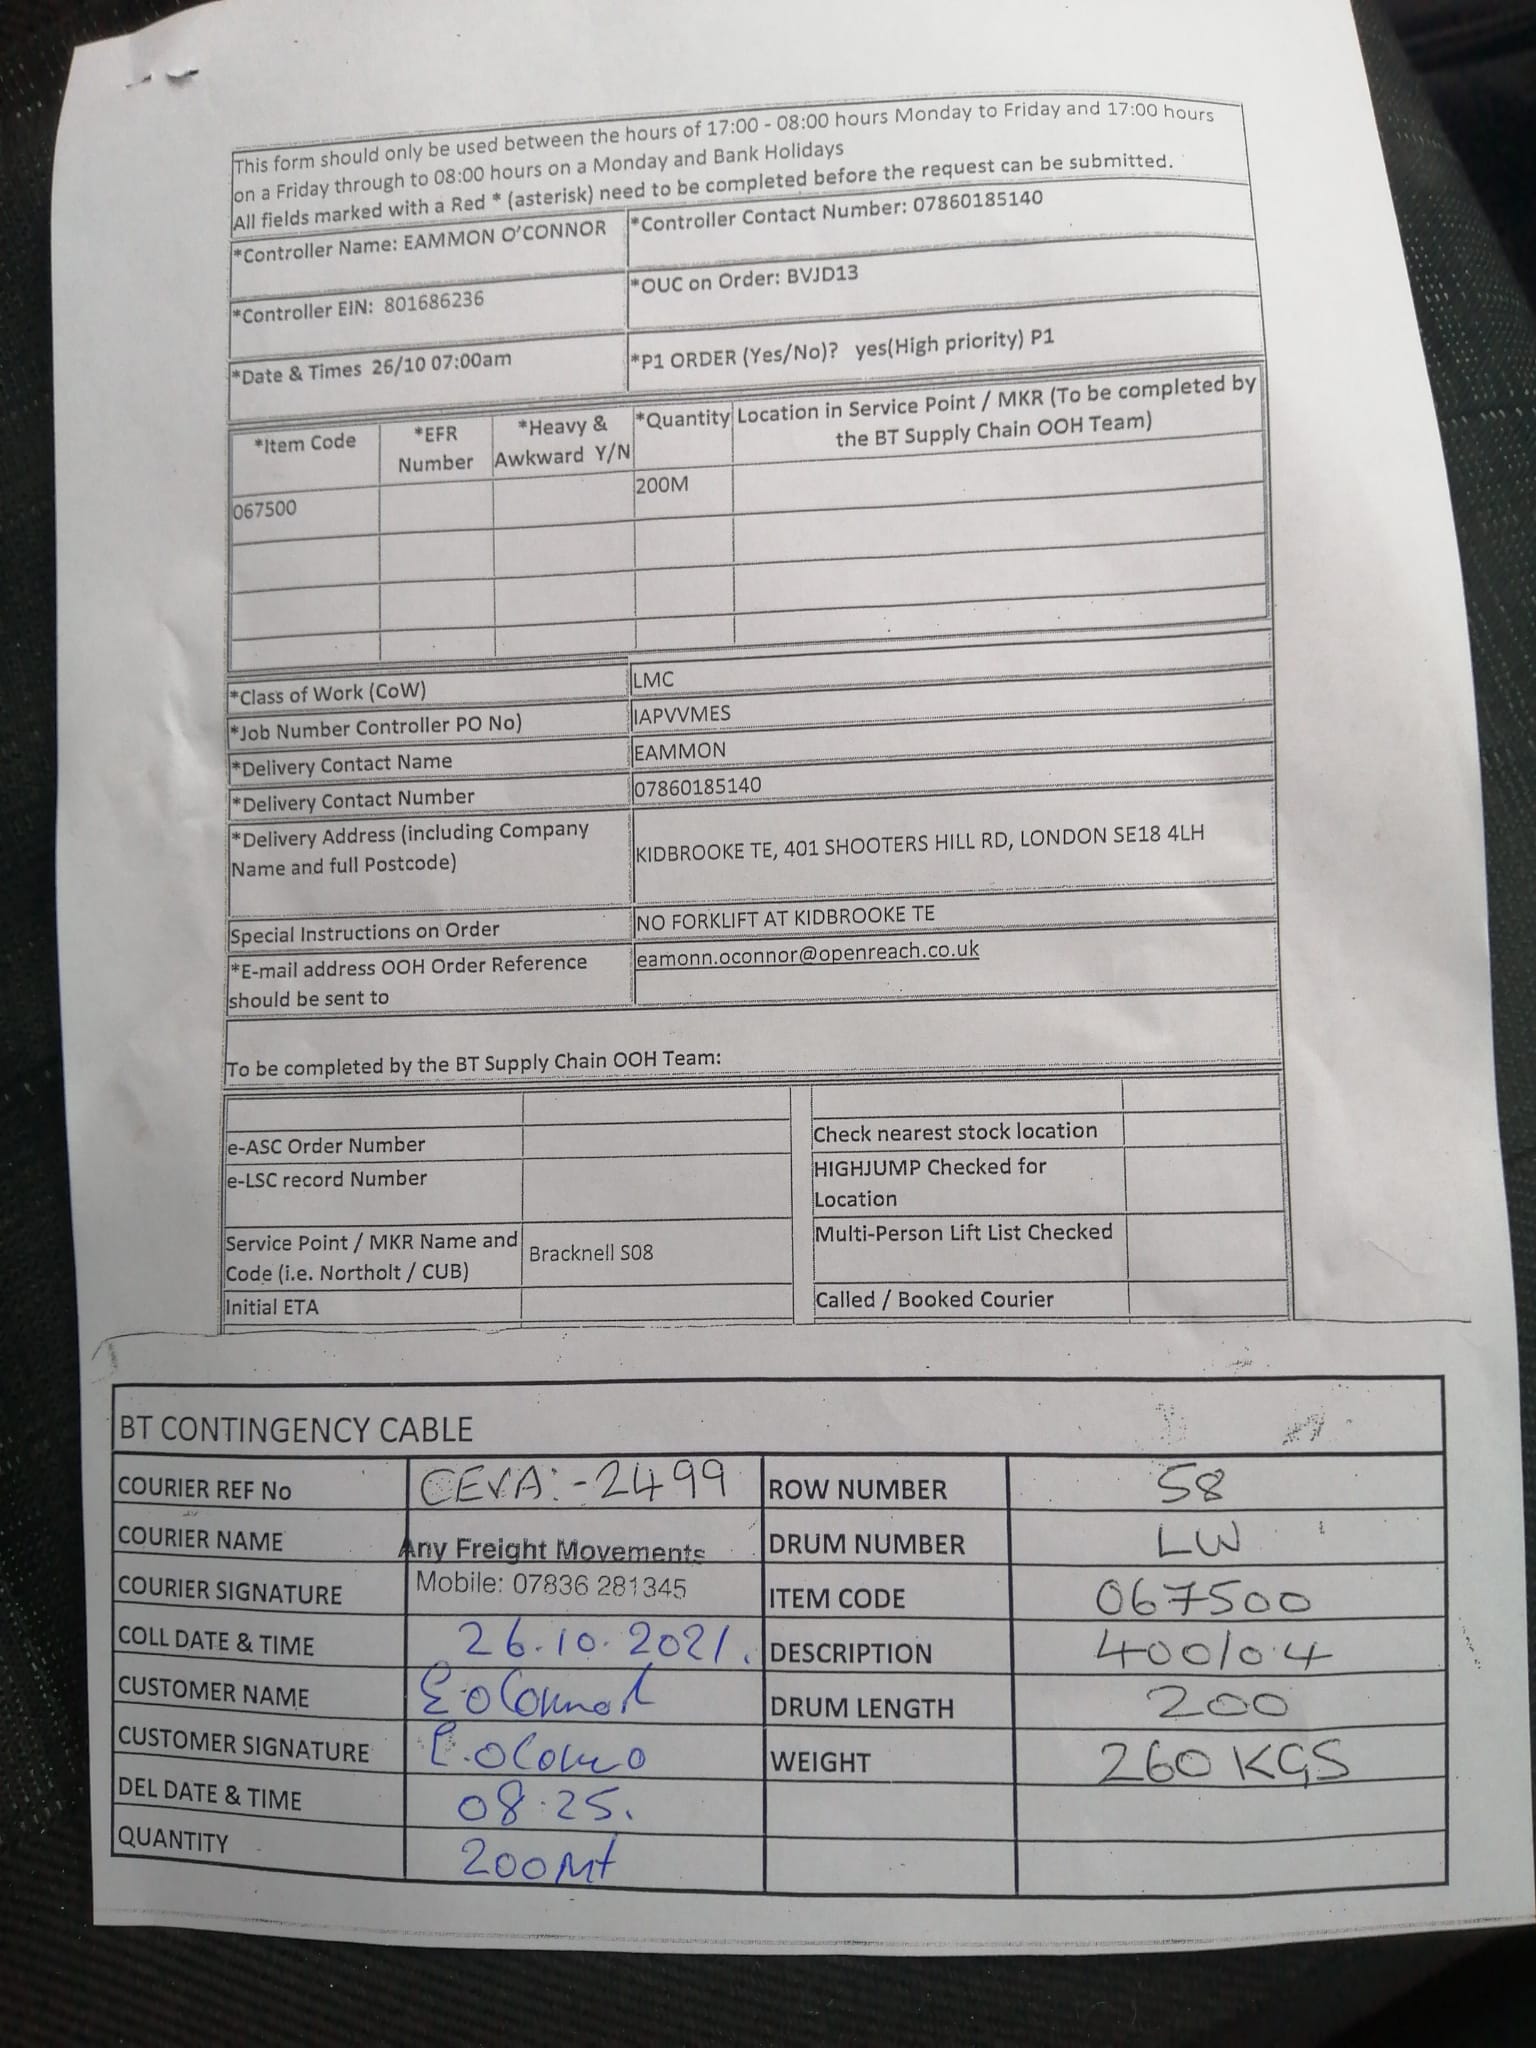 This form should only be used between the hours of 17:00 - 08:00 hours Monday to Friday and 17:00 hours
on a Friday through to 08:00 hours on a Monday and Bank Holidays
All fields marked with a Red * (asterisk) need to be completed before the request can be submitted.
*Controller Name: EAMMON O'CONNOR *Controller Contact Number: 07860185140
*Controller EIN: 801686236 *OUC on Order: BVJD13
*Date & Times 26/10 07:00am *P1 ORDER (Yes/No)? yes(High priority) P1
*Item Code *EFR Number *Heavy & Awkward Y/N *Quantity Location in Service Point / MKR (To be completed by the BT Supply Chain OOH Team)
067500 200M
*Class of Work (CoW) LMC
*Job Number Controller PO No) IAPVVMES
*Delivery Contact Name EAMMON
*Delivery Contact Number 07860185140
*Delivery Address (including Company
Name and full Postcode) KIDBROOKE TE, 401 SHOOTERS HILL RD, LONDON SE18 4LH
Special Instructions on Order NO FORKLIFT AT KIDBROOKE TE
*E-mail address OOH Order Reference
should be sent to eamonn.oconnor@openreach.co.uk
To be completed by the BT Supply Chain OOH Team:
e-ASC Order Number Check nearest stock location
e-LSC record Number HIGHJUMP Checked for
Location
Service Point / MKR Name and
Code (i.e. Northolt / CUB) Bracknell S08 Multi-Person Lift List Checked
Initial ETA Called / Booked Courier
BT CONTINGENCY CABLE
COURIER REF No CEVA:-2499 ROW NUMBER 58
COURIER NAME Any Freight Movements DRUM NUMBER LW
COURIER SIGNATURE Mobile: 07836 281345 ITEM CODE 067500
COLL DATE & TIME 26.10.2021. DESCRIPTION 400/0.4
CUSTOMER NAME E O Connor DRUM LENGTH 200
CUSTOMER SIGNATURE WEIGHT 260 KGS
DEL DATE & TIME 08.25.
QUANTITY 200Mt